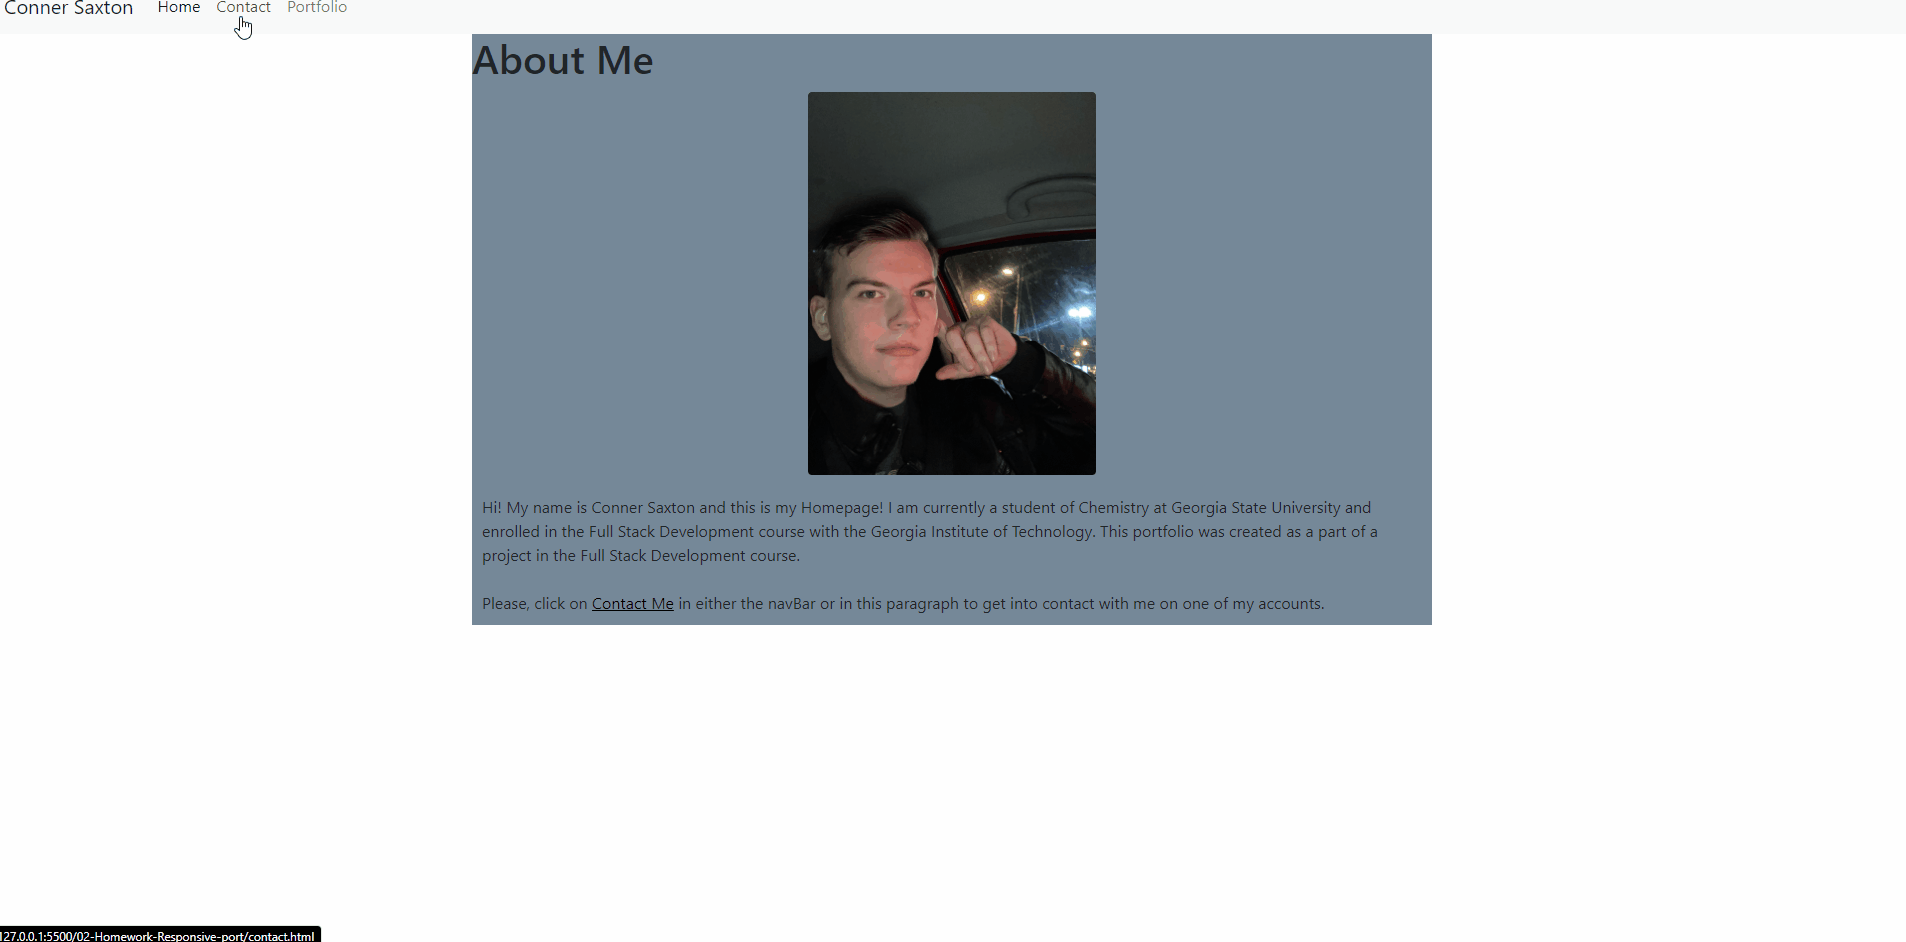 Conner Saxton Home Contact Portfolio
About Me
Hi! My name is Conner Saxton and this is my Homepage! I am currently a student of Chemistry at Georgia State University and
enrolled in the Full Stack Development course with the Georgia Institute of Technology. This portfolio was created as a part of a
project in the Full Stack Development course.
Please, click on Contact Me in either the navBar or in this paragraph to get into contact with me on one of my accounts.
127.0.0.1:5500/02-Homework-Responsive-port/contact.html